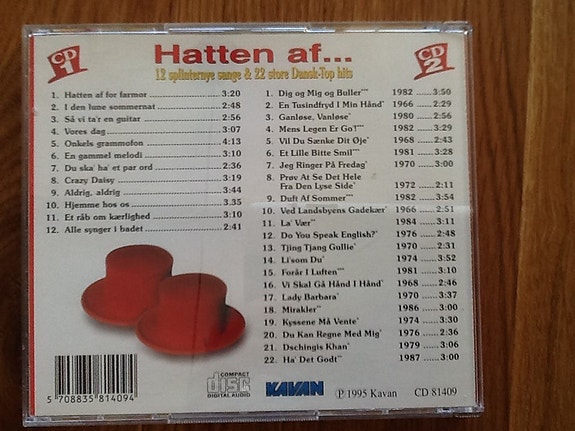 CD 1
Hatten af...
CD 2
12 splinternye sange & 22 store Dansk-Top hits
1. Hatten af for farmor 3:20
2. I den lune sommernat 2:48
3. Så vi ta'r en guitar 2:56
4. Vores dag 3:07
5. Onkels grammofon 4:13
6. En gammel melodi 3:10
7. Du ska' ha' et par ord 2:36
8. Crazy Daisy 3:19
9. Aldrig, aldrig 3:44
10. Hjemme hos os 3.35
11. Et råb om kærlighed 3:10
12. Alle synger i badet 2:41
1. Dig og Mig og Buller*** 1982 3:50
2. En Tusindfryd I Min Hånd* 1966 2:29
3. Ganløse, Vanløse* 1980 2:56
4. Mens Legen Er Go'! *** 1982 3:29
5. Vil Du Sænke Dit Øje* 1968 2:43
6. Et Lille Bitte Smil*** 1981 3:28
7. Jeg Ringer På Fredag* 1970 3:00
8. Prøv At Se Det Hele
Fra Den Lyse Side* 1972 2:11
9. Duft Af Sommer*** 1982 3:54
10. Ved Landsbyens Gadekær* 1966 2:51
11. La' Vær'* 1984 3:11
12. Do You Speak English?* 1976 2:48
13. Tjing Tjang Gullie* 1970 2:31
14. Li'som Du* 1974 3:52
15. Forår I Luften*** 1981 3:10
16. Vi Skal Gå Hånd I Hånd* 1968 2:46
17. Lady Barbara* 1970 3:37
18. Mirakler** 1986 3:00
19. Kyssene Må Vente* 1974 3:30
20. Du Kan Regne Med Mig* 1976 2:36
21. Dschingis Khan* 1979 3:06
22. Ha' Det Godt** 1987 3:00
5 708835 814094
COMPACT
disc
DIGITAL AUDIO
KAVAN
℗ 1995 Kavan
CD 81409